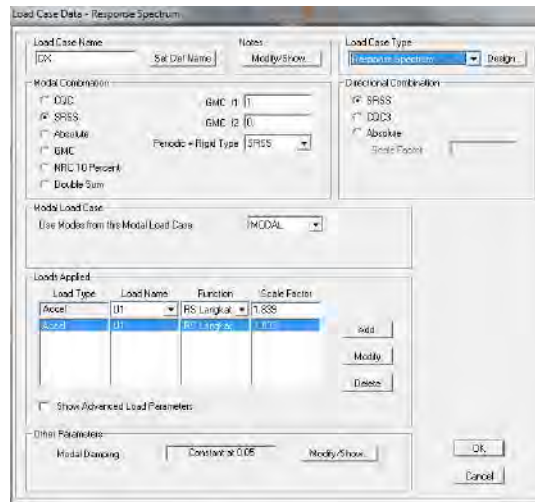 Load Case Data - Response Spectrum
Load Case Name
DX
Set Def Name
Notes
Modify/Show...
Load Case Type
Response Spectrum
Design...
Modal Combination
CQC
SRSS
Absolute
GMC
NRC 10 Percent
Double Sum
GMC f1 1
GMC f2 0
Periodic + Rigid Type SRSS
Directional Combination
SRSS
CQC3
Absolute
Scale Factor
Modal Load Case
Use Modes from this Modal Load Case
MODAL
Loads Applied
Load Type Load Name Function Scale Factor
Accel U1 RS Langkat 1.839
Accel U1 RS Langkat
Add
Modify
Delete
Show Advanced Load Parameters
Other Parameters
Modal Damping
Constant at 0.05
Modify/Show...
OK
Cancel